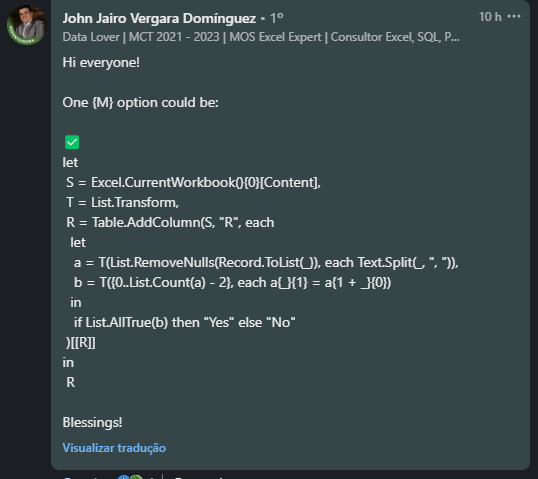 John Jairo Vergara Domínguez • 1º
10 h
Data Lover | MCT 2021 - 2023 | MOS Excel Expert | Consultor Excel, SQL, P...
Hi everyone!
One {M} option could be:
let
S = Excel.CurrentWorkbook(){0}[Content],
T = List.Transform,
R = Table.AddColumn(S, "R", each
let
a = T(List.RemoveNulls(Record.ToList(_)), each Text.Split(_, ", ")),
b = T({0..List.Count(a) - 2}, each a{_}{1} = a{1 + _}{0})
in
if List.AllTrue(b) then "Yes" else "No"
)[[R]]
in
R
Blessings!
Visualizar tradução